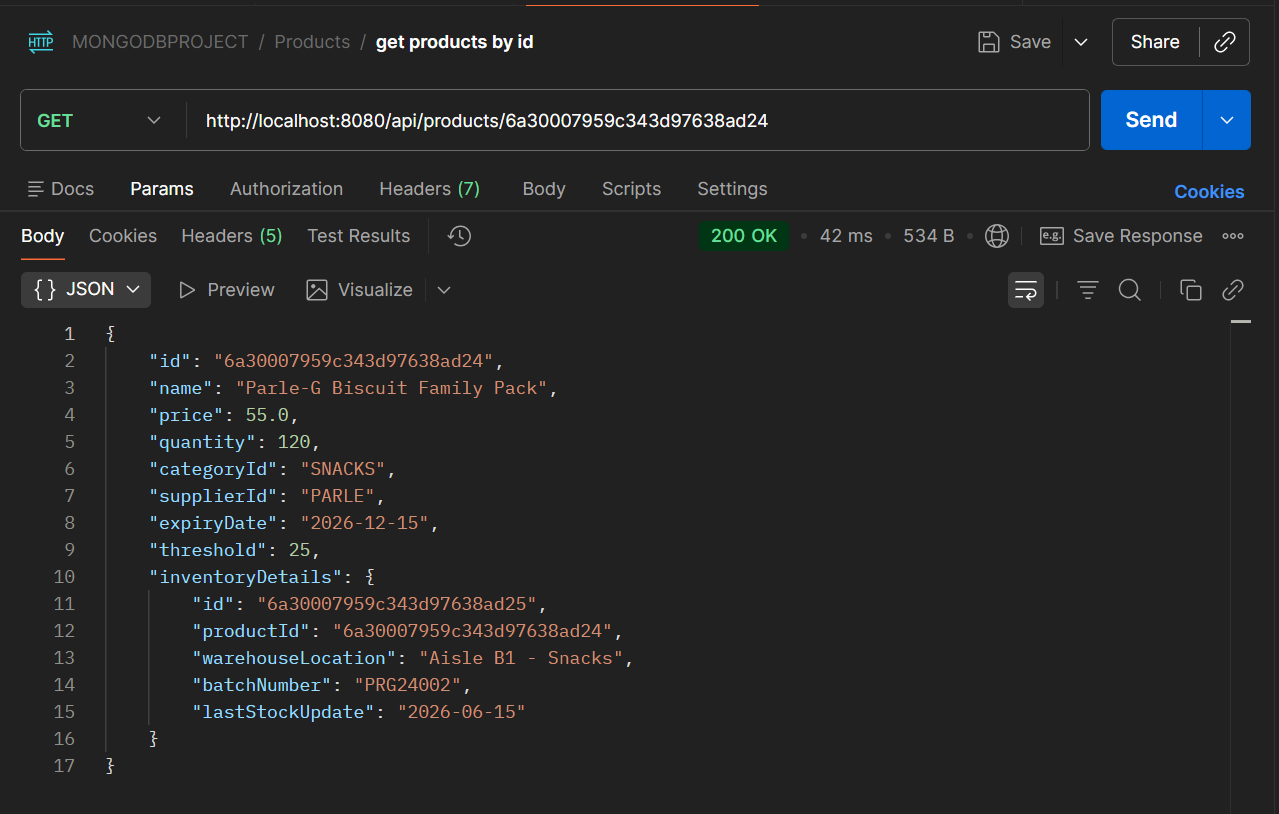 HTTP MONGODBPROJECT / Products / get products by id Save Share
GET http://localhost:8080/api/products/6a30007959c343d97638ad24 Send
Docs Params Authorization Headers (7) Body Scripts Settings Cookies
Body Cookies Headers (5) Test Results 200 OK • 42 ms • 534 B • e.g. Save Response
{} JSON Preview Visualize
1 {
2 "id": "6a30007959c343d97638ad24",
3 "name": "Parle-G Biscuit Family Pack",
4 "price": 55.0,
5 "quantity": 120,
6 "categoryId": "SNACKS",
7 "supplierId": "PARLE",
8 "expiryDate": "2026-12-15",
9 "threshold": 25,
10 "inventoryDetails": {
11 "id": "6a30007959c343d97638ad25",
12 "productId": "6a30007959c343d97638ad24",
13 "warehouseLocation": "Aisle B1 - Snacks",
14 "batchNumber": "PRG24002",
15 "lastStockUpdate": "2026-06-15"
16 }
17 }